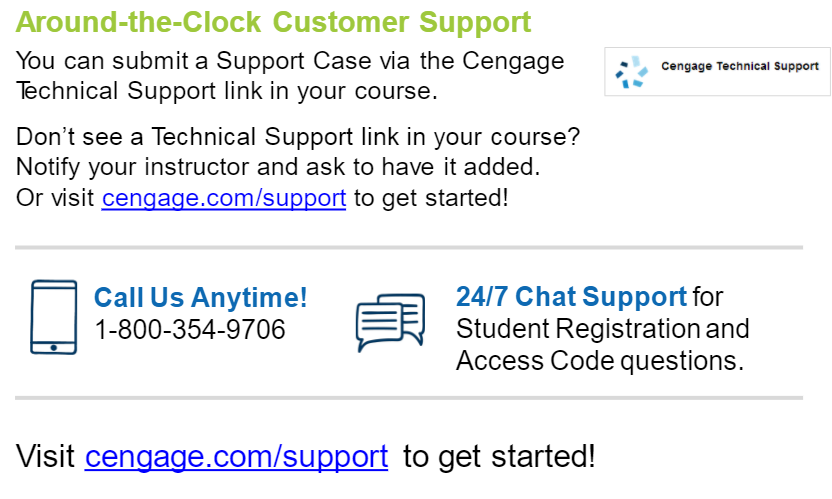 Around-the-Clock Customer Support
You can submit a Support Case via the Cengage
Technical Support link in your course.
Cengage Technical Support
Don’t see a Technical Support link in your course?
Notify your instructor and ask to have it added.
Or visit cengage.com/support to get started!
Call Us Anytime!
1-800-354-9706
24/7 Chat Support for
Student Registration and
Access Code questions.
Visit cengage.com/support to get started!